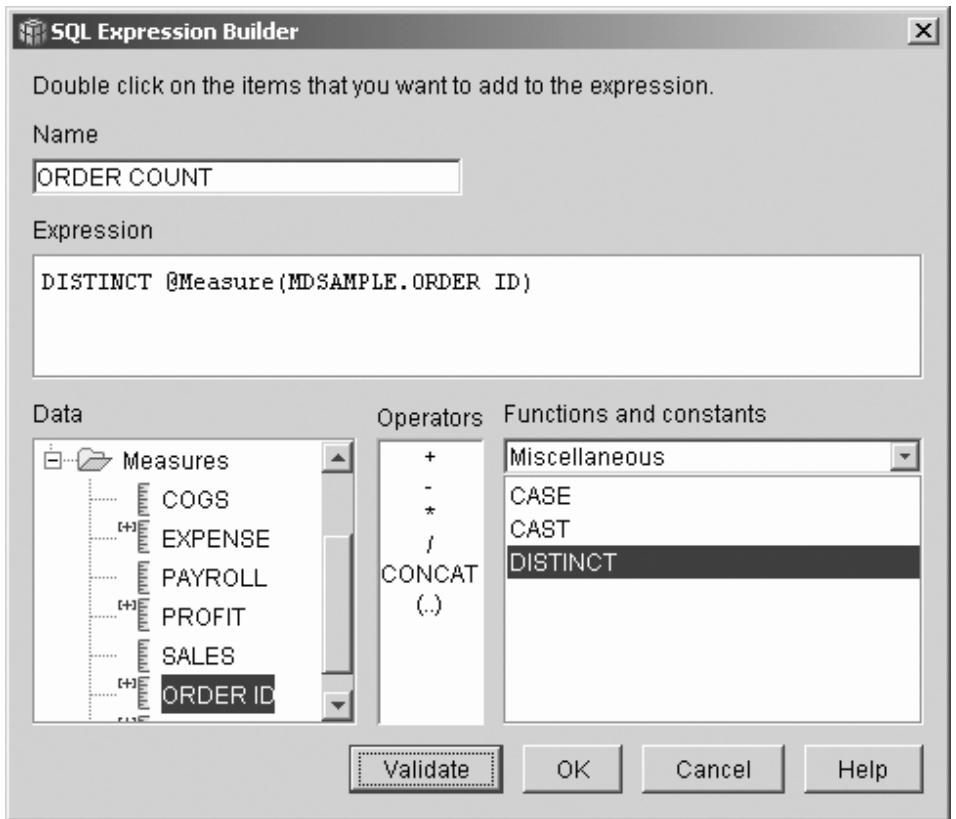 SQL Expression Builder
Double click on the items that you want to add to the expression.
Name
ORDER COUNT
Expression
DISTINCT @Measure(MDSAMPLE.ORDER ID)
Data
Measures
COGS
[+] EXPENSE
PAYROLL
[+] PROFIT
SALES
[+] ORDER ID
Operators
+
-
*
/
CONCAT
(..)
Functions and constants
Miscellaneous
CASE
CAST
DISTINCT
Validate
OK
Cancel
Help